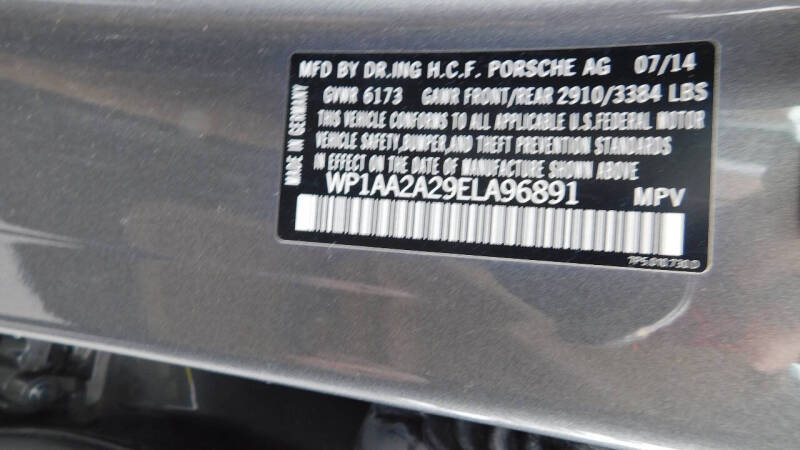 MFD BY DR.ING H.C.F. PORSCHE AG 07/14
GVWR 6173 GAWR FRONT/REAR 2910/3384 LBS
THIS VEHICLE CONFORMS TO ALL APPLICABLE U.S.FEDERAL MOTOR
VEHICLE SAFETY,BUMPER,AND THEFT PREVENTION STANDARDS
IN EFFECT ON THE DATE OF MANUFACTURE SHOWN ABOVE
WP1AA2A29ELA96891 MPV
MADE IN GERMANY